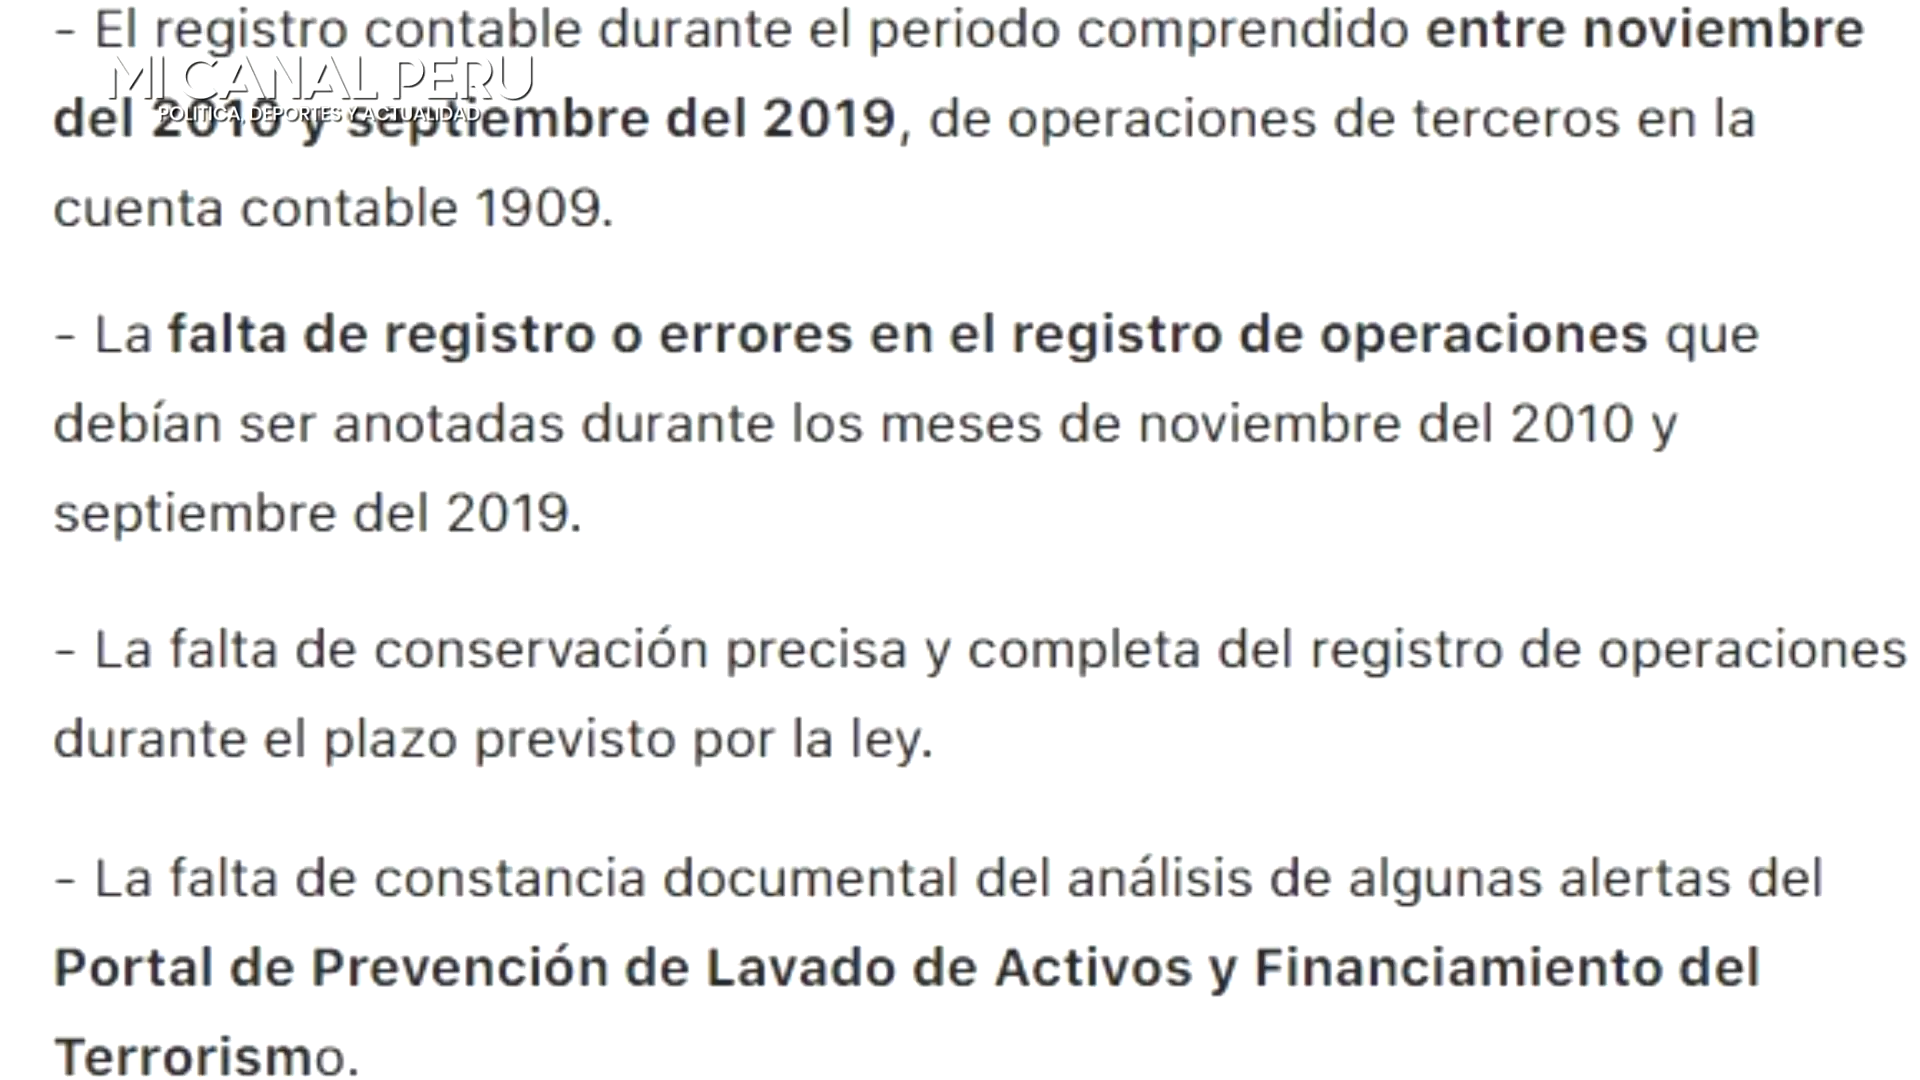 - El registro contable durante el periodo comprendido entre noviembre
MI CANAL PERU
POLITICA, DEPORTES Y ACTUALIDAD
del 2010 y septiembre del 2019, de operaciones de terceros en la
cuenta contable 1909.
- La falta de registro o errores en el registro de operaciones que
debían ser anotadas durante los meses de noviembre del 2010 y
septiembre del 2019.
- La falta de conservación precisa y completa del registro de operaciones
durante el plazo previsto por la ley.
- La falta de constancia documental del análisis de algunas alertas del
Portal de Prevención de Lavado de Activos y Financiamiento del
Terrorismo.